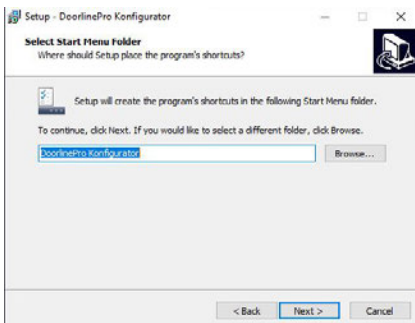 Setup - DoorlinePro Konfigurator
Select Start Menu Folder
Where should Setup place the program's shortcuts?
Setup will create the program's shortcuts in the following Start Menu folder.
To continue, click Next. If you would like to select a different folder, click Browse.
DoorlinePro Konfigurator
Browse...
< Back
Next >
Cancel